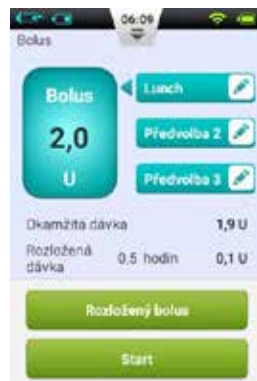 06:09
Bolus
Bolus
2,0
U
Lunch
Předvolba 2
Předvolba 3
Okamžitá dávka 1,9 U
Rozložená
dávka 0,5 hodin 0,1 U
Rozložený bolus
Start